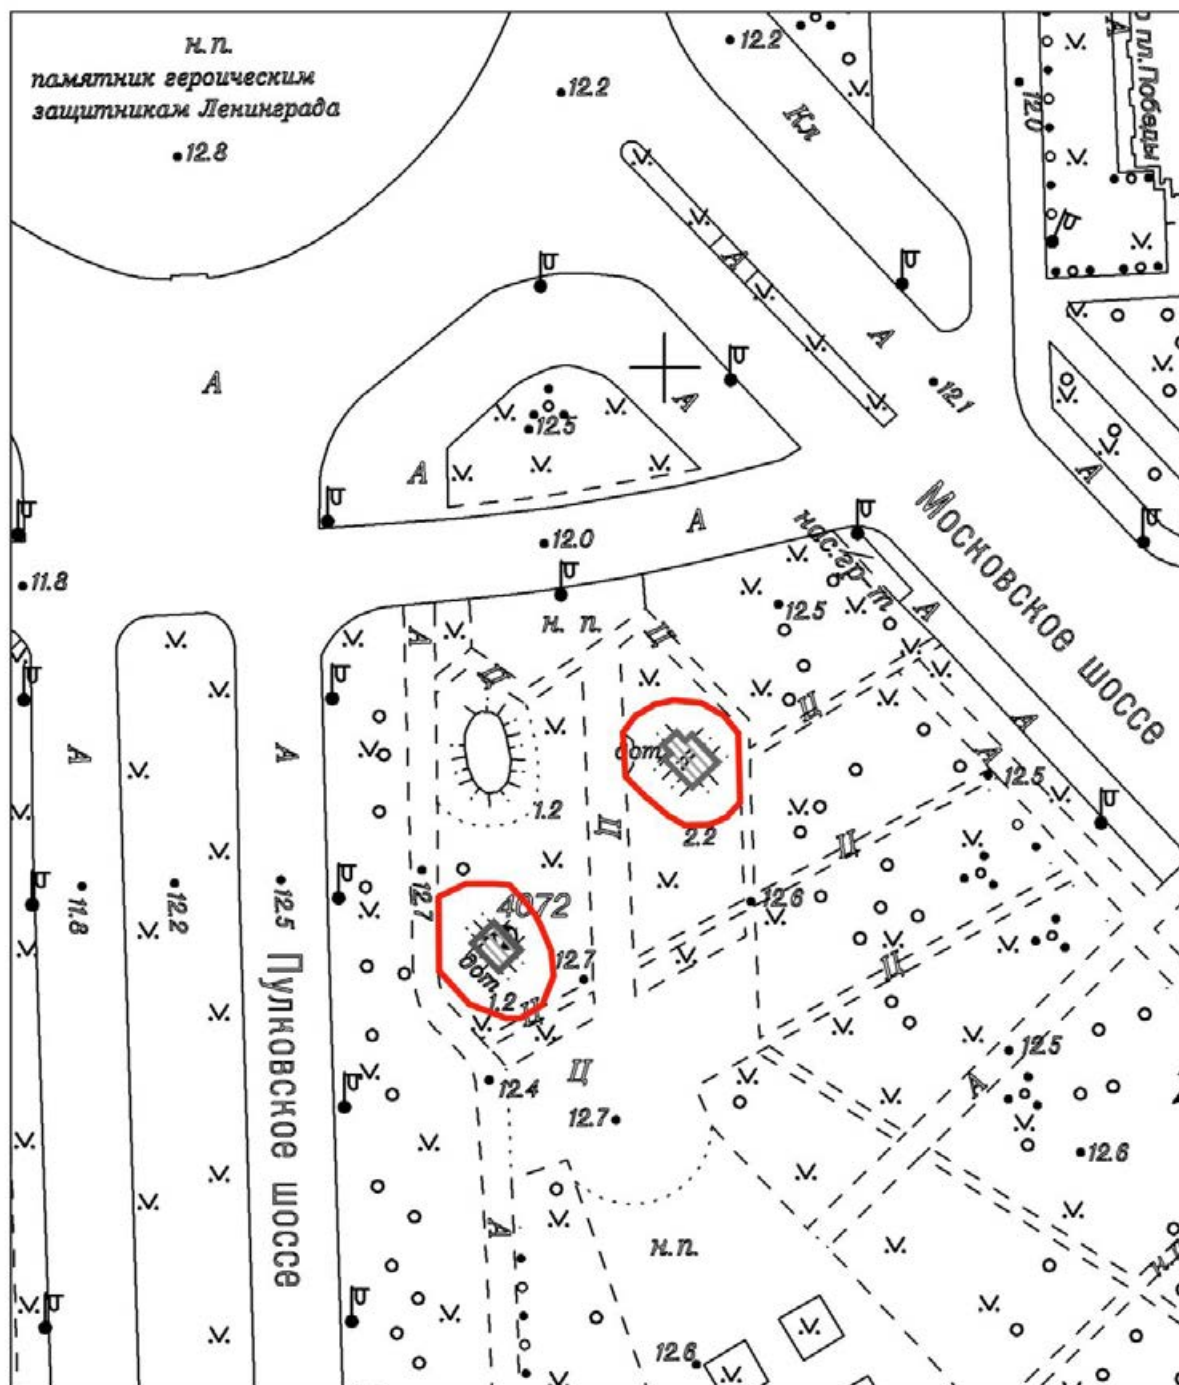 н.п.
памятник героическим
защитникам Ленинграда
12.8
12.2
12.2
Кл
12.0
пл.Победы
А
А
А
А
12.1
А
12.5
А
А
А
12.0
11.8
Московское шоссе
нас.гр-т
А
12.5
н. п.
Ц
А
Ц
Ц
А
А
12.5
А
А
дот
1.2
Ц
2.2
Ц
12.7
4072
12.6
11.8
12.2
12.5
дот
12.7
1.2
Ц
Ц
Пулковское шоссе
12.4
Ц
12.7
12.5
А
12.6
А
н.п.
12.6